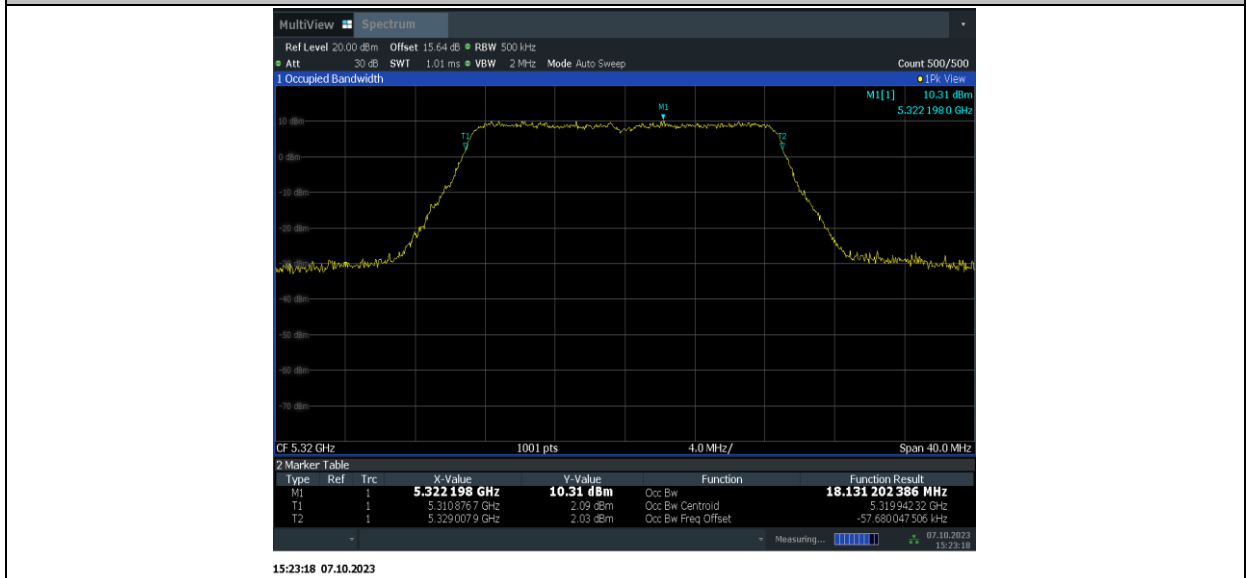 MultiView Spectrum
Ref Level 20.00 dBm Offset 15.64 dB RBW 500 kHz
Att 30 dB SWT 1.01 ms VBW 2 MHz Mode Auto Sweep Count 500/500
1 Occupied Bandwidth 1Pk View
M1[1] 10.31 dBm
5.322 198 0 GHz
M1
10 dBm
T1
T2
0 dBm
-10 dBm
-20 dBm
-30 dBm
-40 dBm
-50 dBm
-60 dBm
-70 dBm
CF 5.32 GHz 1001 pts 4.0 MHz/ Span 40.0 MHz
2 Marker Table
Type Ref Trc X-Value Y-Value Function Function Result
M1 1 5.322 198 GHz 10.31 dBm Occ Bw 18.131 202 386 MHz
T1 1 5.310 876 7 GHz 2.09 dBm Occ Bw Centroid 5.319 942 32 GHz
T2 1 5.329 007 9 GHz 2.03 dBm Occ Bw Freq Offset -57.680 047 506 kHz
Measuring... 07.10.2023
15:23:18
15:23:18 07.10.2023